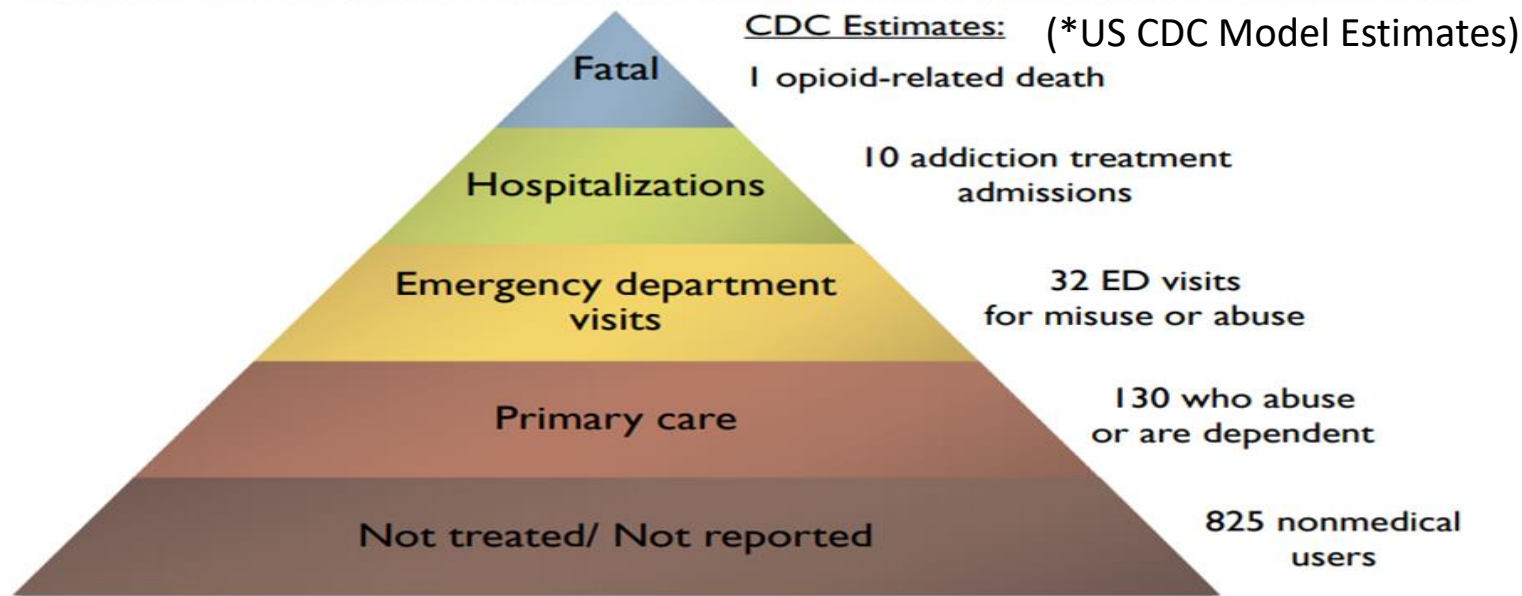 CDC Estimates: (*US CDC Model Estimates)
Fatal
1 opioid-related death
Hospitalizations
10 addiction treatment
admissions
Emergency department
visits
32 ED visits
for misuse or abuse
Primary care
130 who abuse
or are dependent
Not treated/ Not reported
825 nonmedical
users